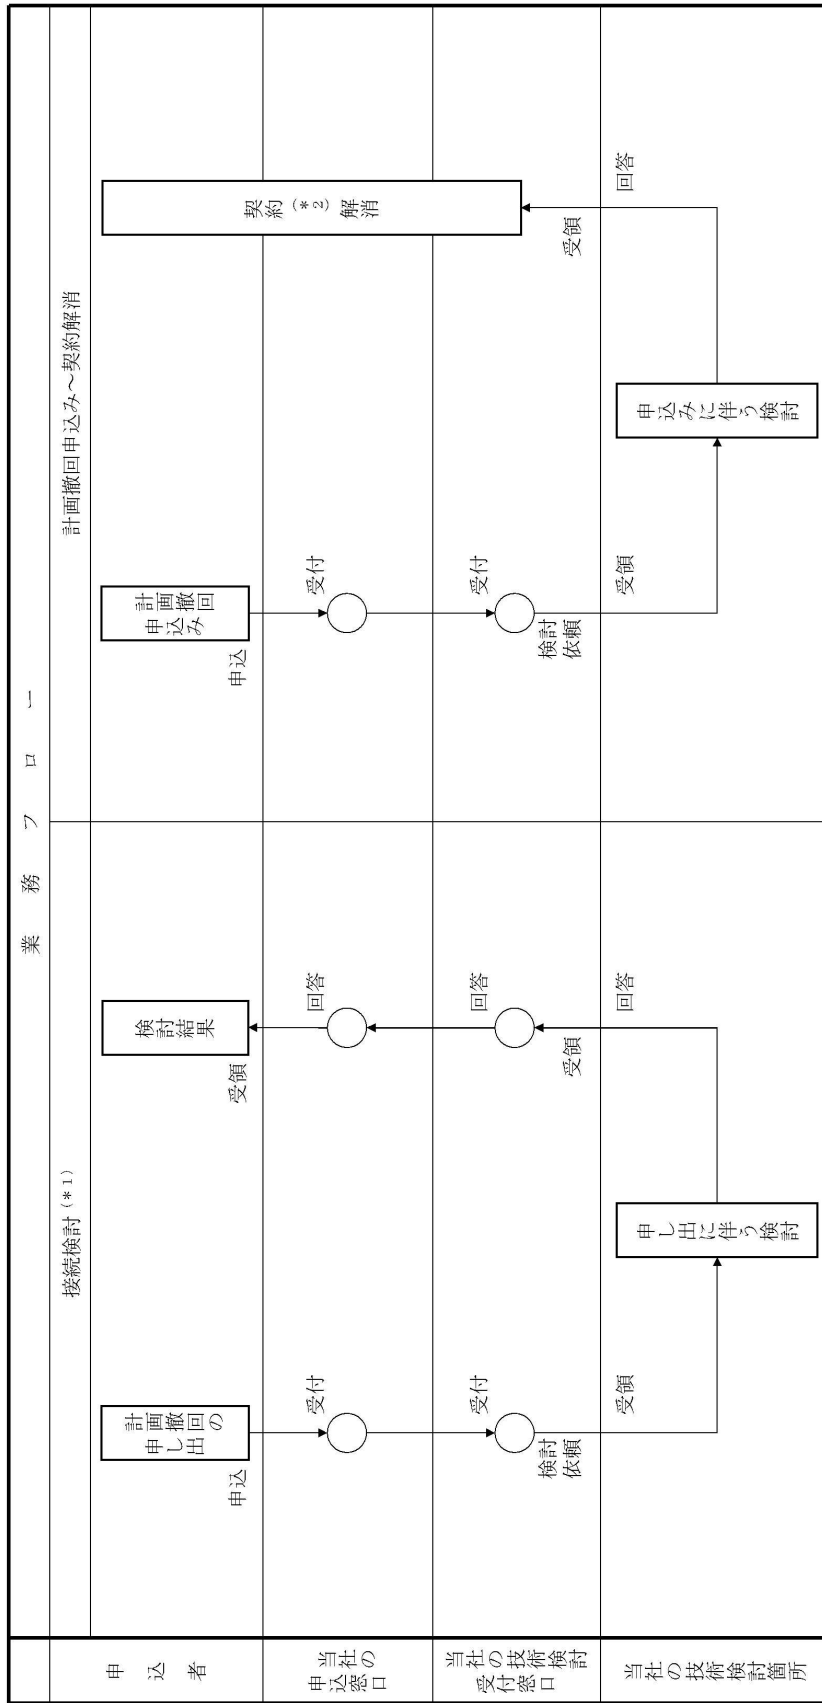 業務フロー
接続検討(*1)
計画撤回申込み～契約解消
申込者
計画撤回の
申し出
申込
検討結果
受領
計画撤回
申込み
申込
契約(*2)解消
当社の
申込窓口
受付
回答
受付
当社の技術検討
受付窓口
受付
検討
依頼
回答
受領
受付
検討
依頼
受領
当社の技術検討箇所
受領
申し出に伴う検討
回答
受領
申込みに伴う検討
回答